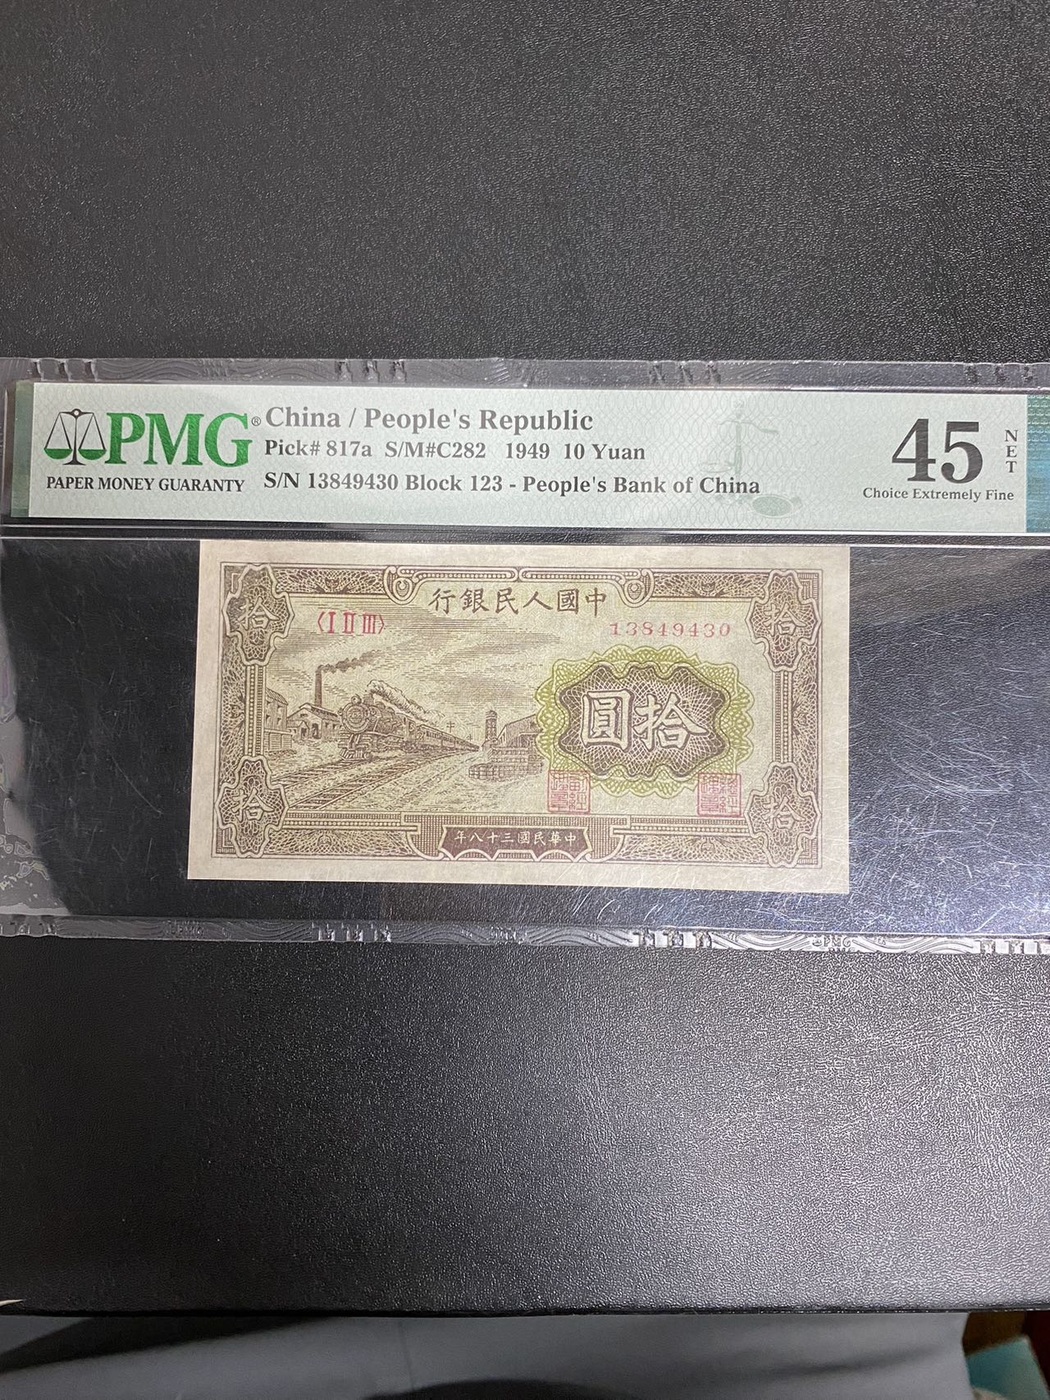 PMG®
PAPER MONEY GUARANTY
China / People's Republic
Pick# 817a S/M#C282 1949 10 Yuan
S/N 13849430 Block 123 - People's Bank of China
45
NET
Choice Extremely Fine
行銀民人國中
〈I II III〉
13849430
拾
拾
圓拾
拾
拾
年八十三國民華中